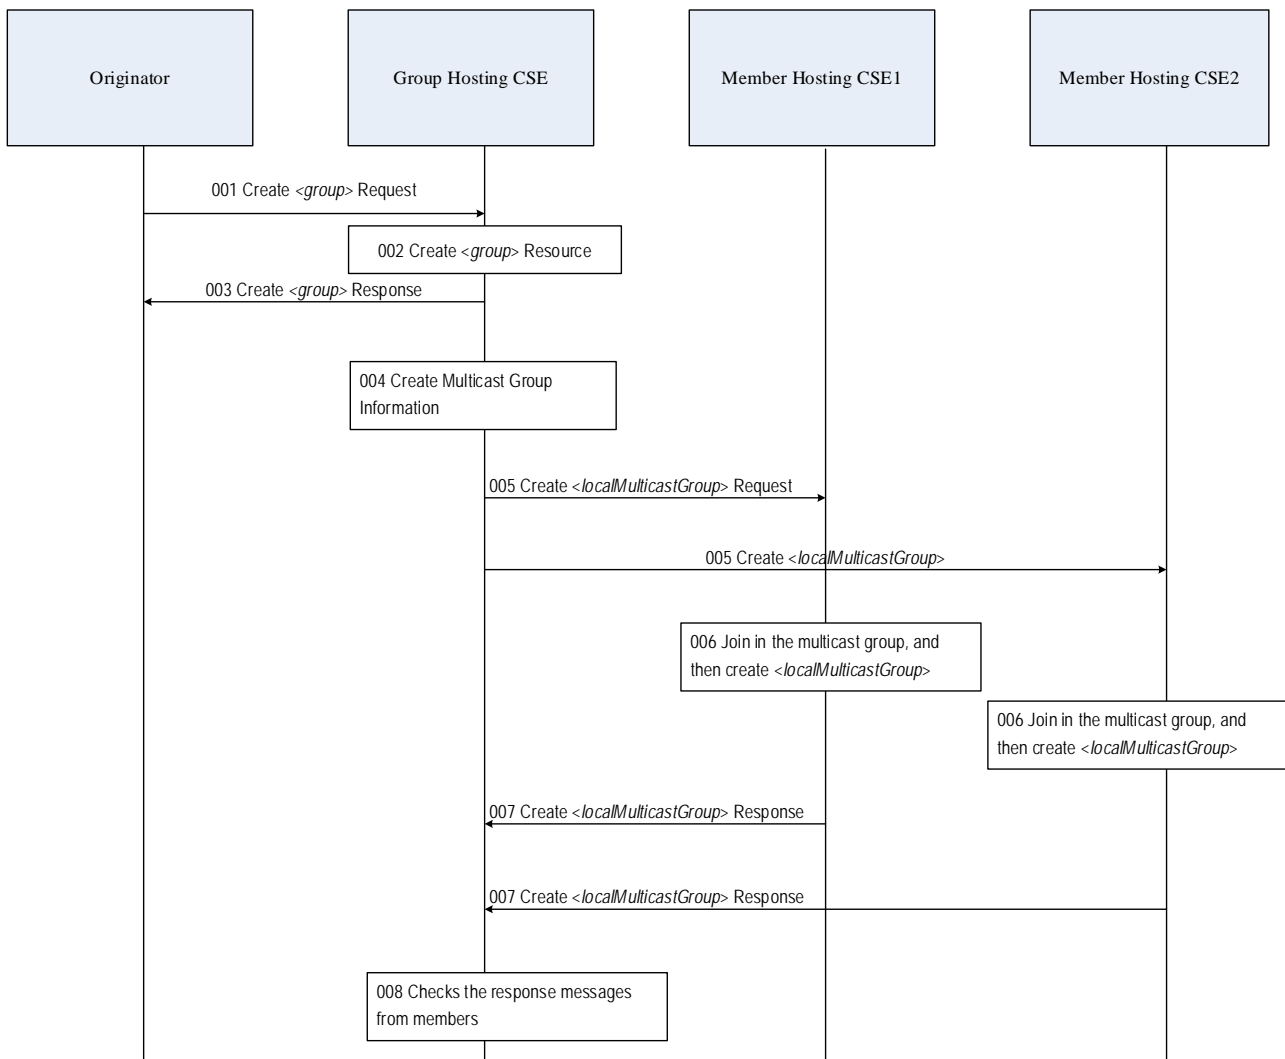 Originator
Group Hosting CSE
Member Hosting CSE1
Member Hosting CSE2
001 Create <group> Request
002 Create <group> Resource
003 Create <group> Response
004 Create Multicast Group
Information
005 Create <localMulticastGroup> Request
005 Create <localMulticastGroup>
006 Join in the multicast group, and
then create <localMulticastGroup>
006 Join in the multicast group, and
then create <localMulticastGroup>
007 Create <localMulticastGroup> Response
007 Create <localMulticastGroup> Response
008 Checks the response messages
from members